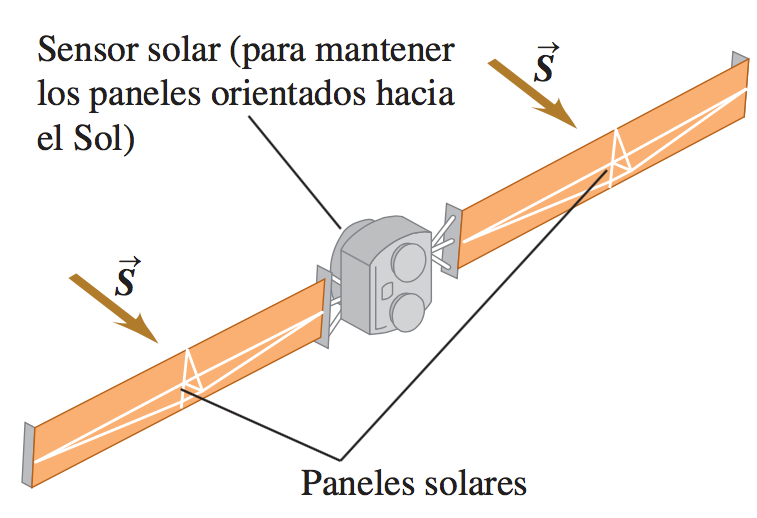 Sensor solar (para mantener
los paneles orientados hacia
el Sol)
S⃗
S⃗
Paneles solares